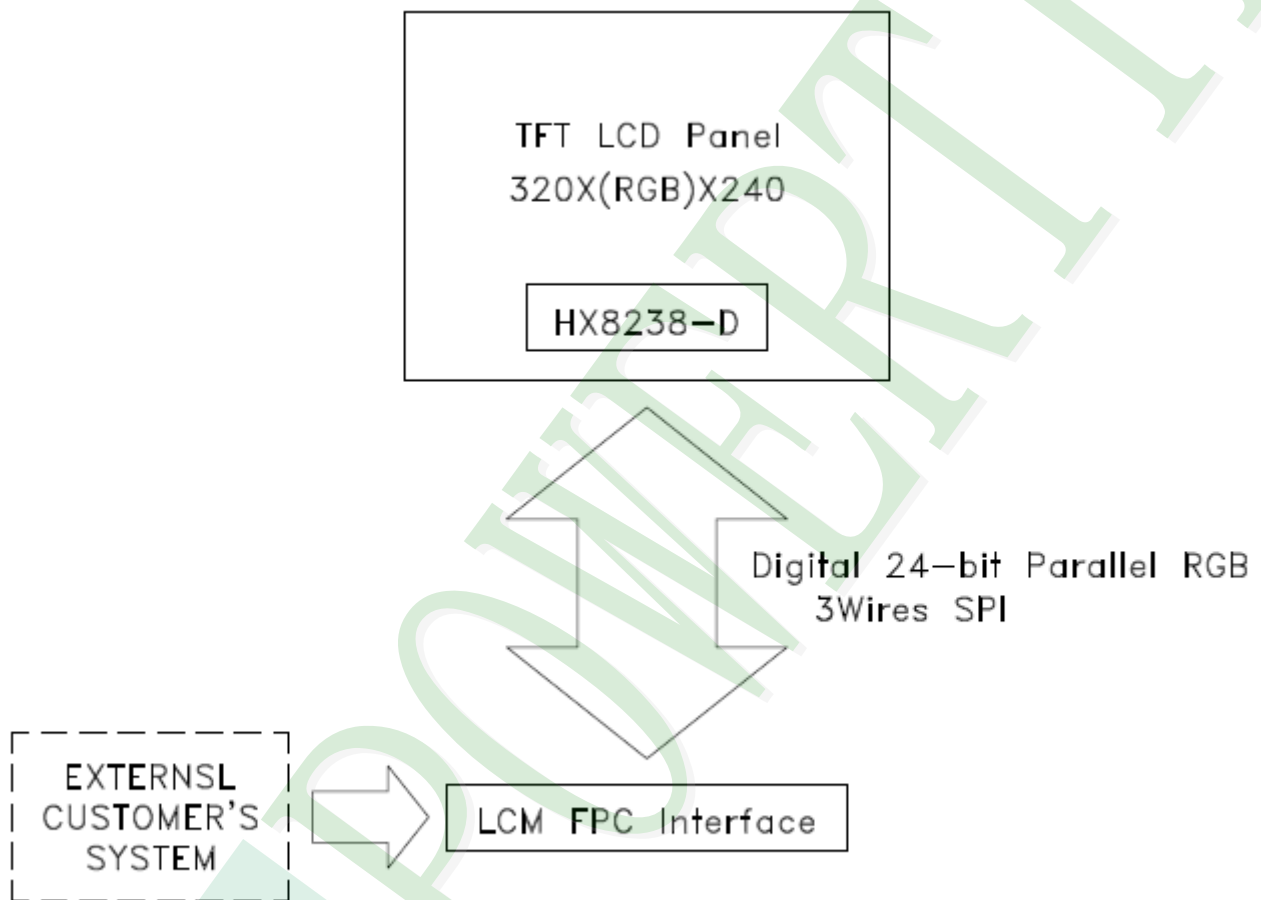 TFT LCD Panel
320X(RGB)X240
HX8238-D
Digital 24-bit Parallel RGB
3Wires SPI
EXTERNSL
CUSTOMER'S
SYSTEM
LCM FPC Interface
POWERTI